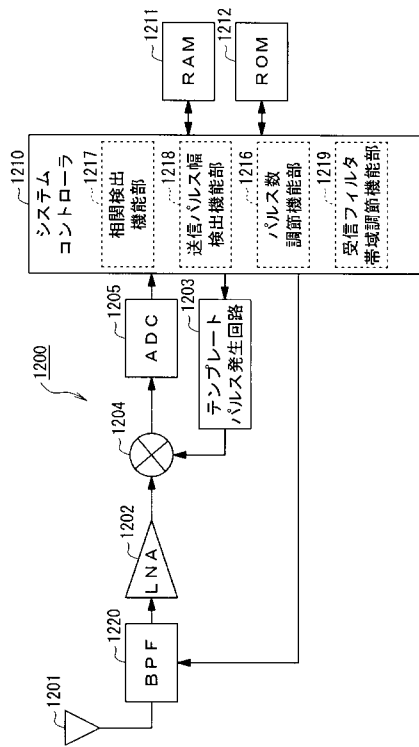 1200
1201
1220
BPF
1202
LNA
1204
1205
ADC
1203
テンプレート
パルス発生回路
1210
システム
コントローラ
1217
相関検出
機能部
1218
送信パルス幅
検出機能部
1216
パルス数
調節機能部
1219
受信フィルタ
帯域調節機能部
1211
RAM
1212
ROM